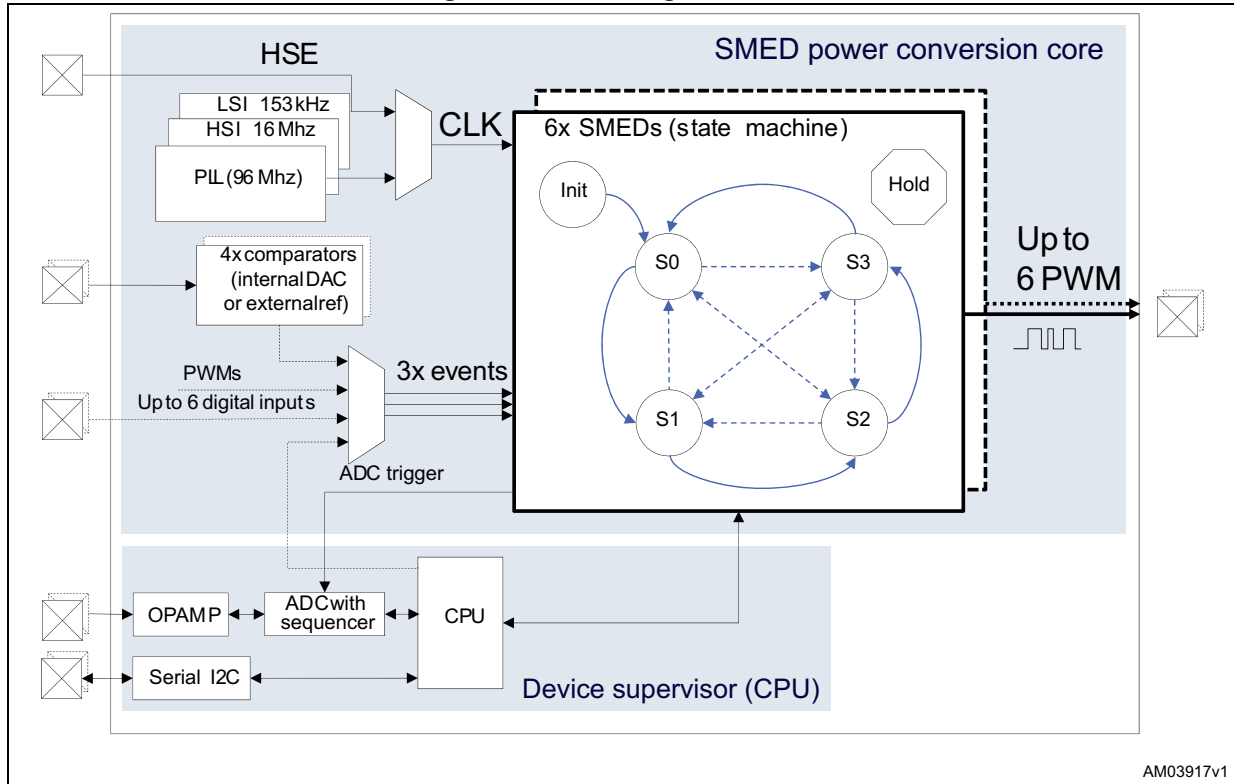 SMED power conversion core
HSE
LSI 153 kHz
HSI 16 Mhz
PlL (96 Mhz)
CLK
6x SMEDs (state machine)
Init
Hold
S0
S3
S1
S2
Up to
6 PWM
4x comparators
(internal DAC
or external ref)
PWMs
Up to 6 digital inputs
3x events
ADC trigger
OPAMP
ADC with
sequencer
CPU
Serial I2C
Device supervisor (CPU)
AM03917v1